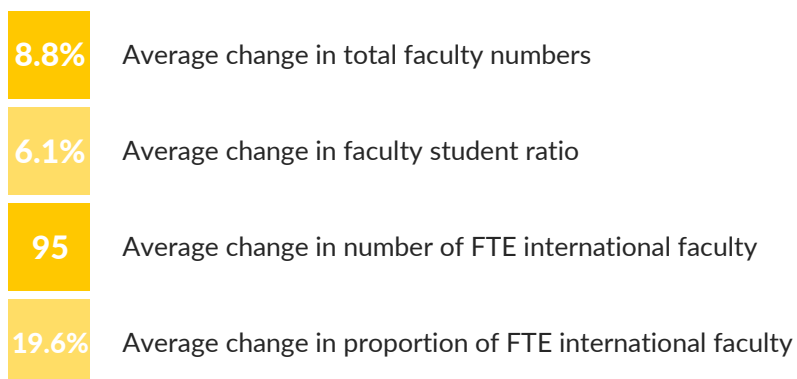 8.8% Average change in total faculty numbers
6.1% Average change in faculty student ratio
95 Average change in number of FTE international faculty
19.6% Average change in proportion of FTE international faculty